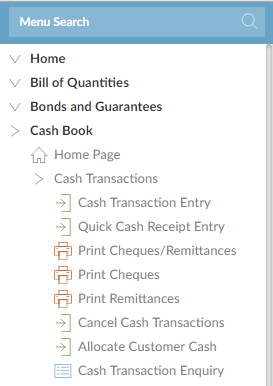 Menu Search
Home
Bill of Quantities
Bonds and Guarantees
Cash Book
Home Page
Cash Transactions
Cash Transaction Entry
Quick Cash Receipt Entry
Print Cheques/Remittances
Print Cheques
Print Remittances
Cancel Cash Transactions
Allocate Customer Cash
Cash Transaction Enquiry